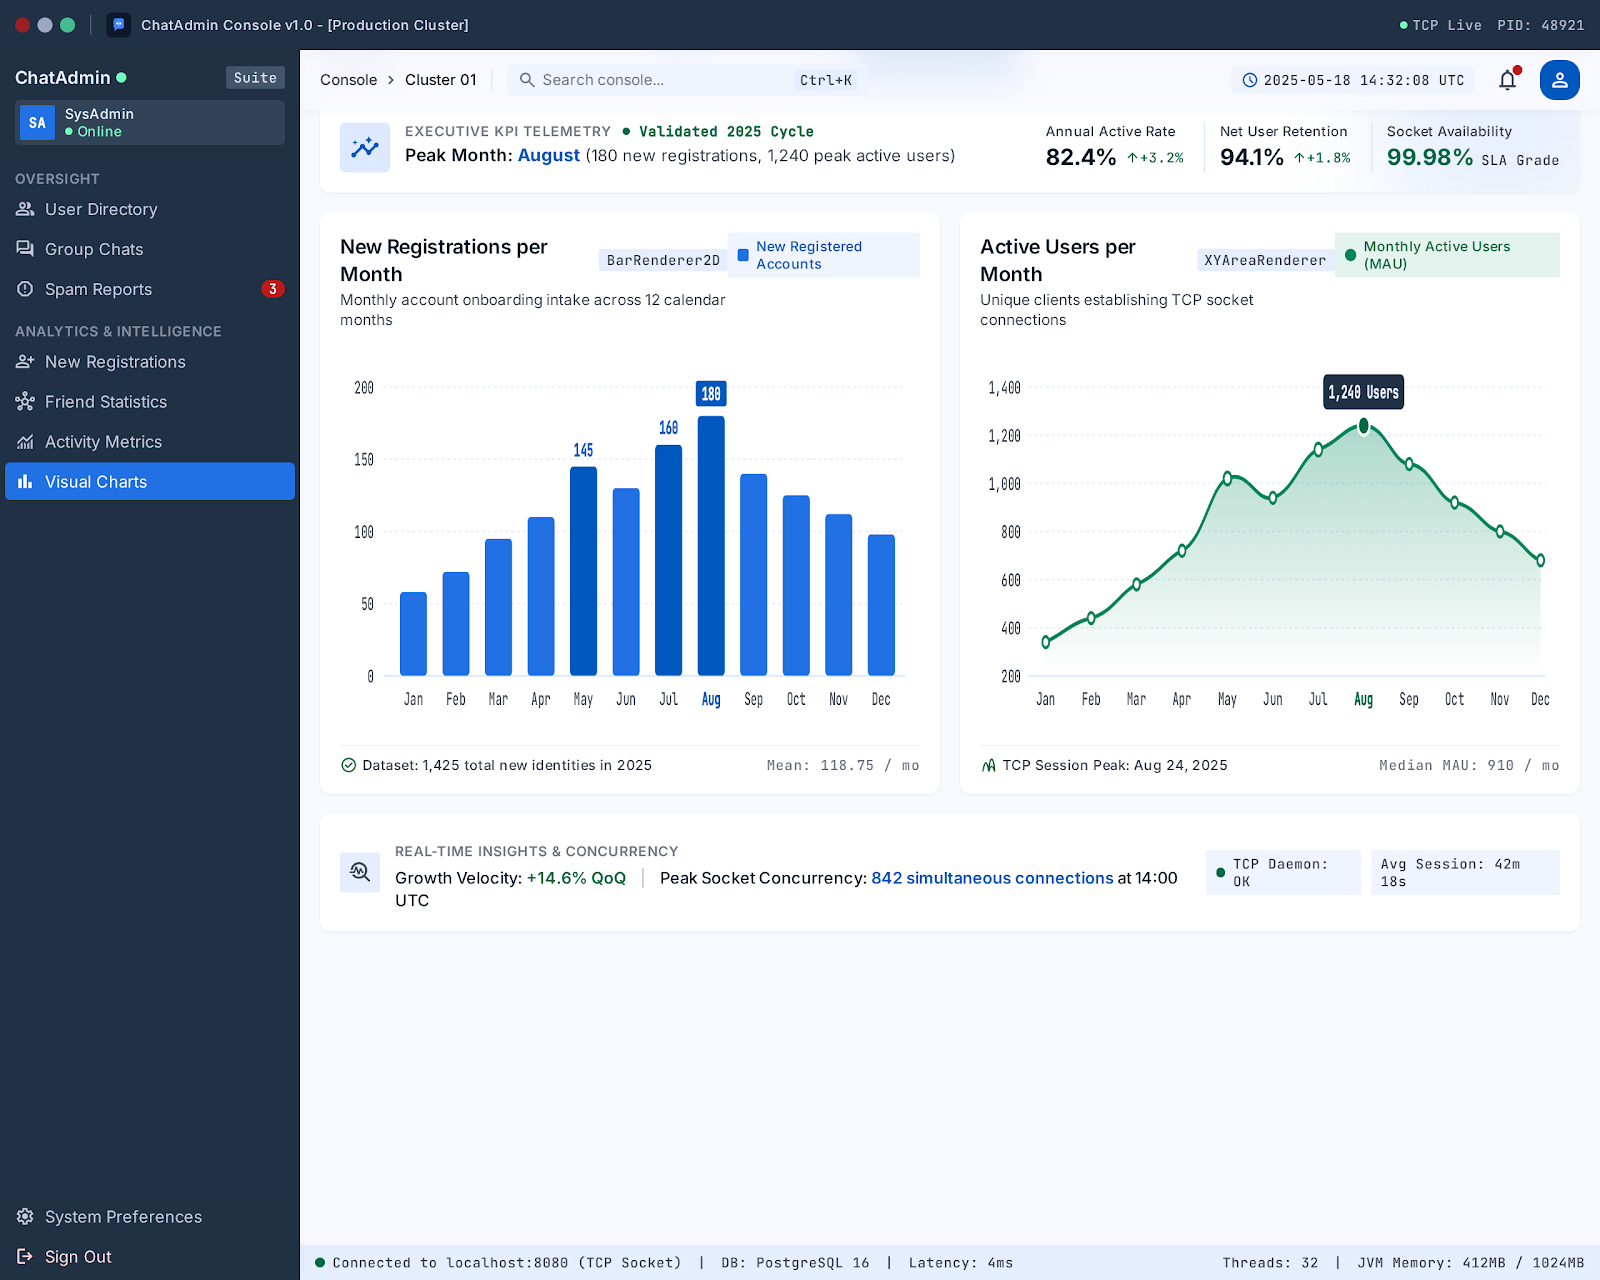 ChatAdmin Console v1.0 - [Production Cluster]
TCP Live PID: 48921
ChatAdmin
Suite
SA
SysAdmin
Online
OVERSIGHT
User Directory
Group Chats
Spam Reports
3
ANALYTICS & INTELLIGENCE
New Registrations
Friend Statistics
Activity Metrics
Visual Charts
System Preferences
Sign Out
Console > Cluster 01
Search console...
Ctrl+K
2025-05-18 14:32:08 UTC
EXECUTIVE KPI TELEMETRY
Validated 2025 Cycle
Peak Month: August (180 new registrations, 1,240 peak active users)
Annual Active Rate
82.4% ↑+3.2%
Net User Retention
94.1% ↑+1.8%
Socket Availability
99.98% SLA Grade
New Registrations per
Month
Monthly account onboarding intake across 12 calendar
months
BarRenderer2D
New Registered
Accounts
200
150
100
50
0
145
160
180
Jan Feb Mar Apr May Jun Jul Aug Sep Oct Nov Dec
Dataset: 1,425 total new identities in 2025
Mean: 118.75 / mo
Active Users per
Month
Unique clients establishing TCP socket
connections
XYAreaRenderer
Monthly Active Users
(MAU)
1,400
1,200
1,000
800
600
400
200
1,240 Users
Jan Feb Mar Apr May Jun Jul Aug Sep Oct Nov Dec
TCP Session Peak: Aug 24, 2025
Median MAU: 910 / mo
REAL-TIME INSIGHTS & CONCURRENCY
Growth Velocity: +14.6% QoQ | Peak Socket Concurrency: 842 simultaneous connections at 14:00
UTC
TCP Daemon:
OK
Avg Session: 42m
18s
Connected to localhost:8080 (TCP Socket) | DB: PostgreSQL 16 | Latency: 4ms
Threads: 32 | JVM Memory: 412MB / 1024MB